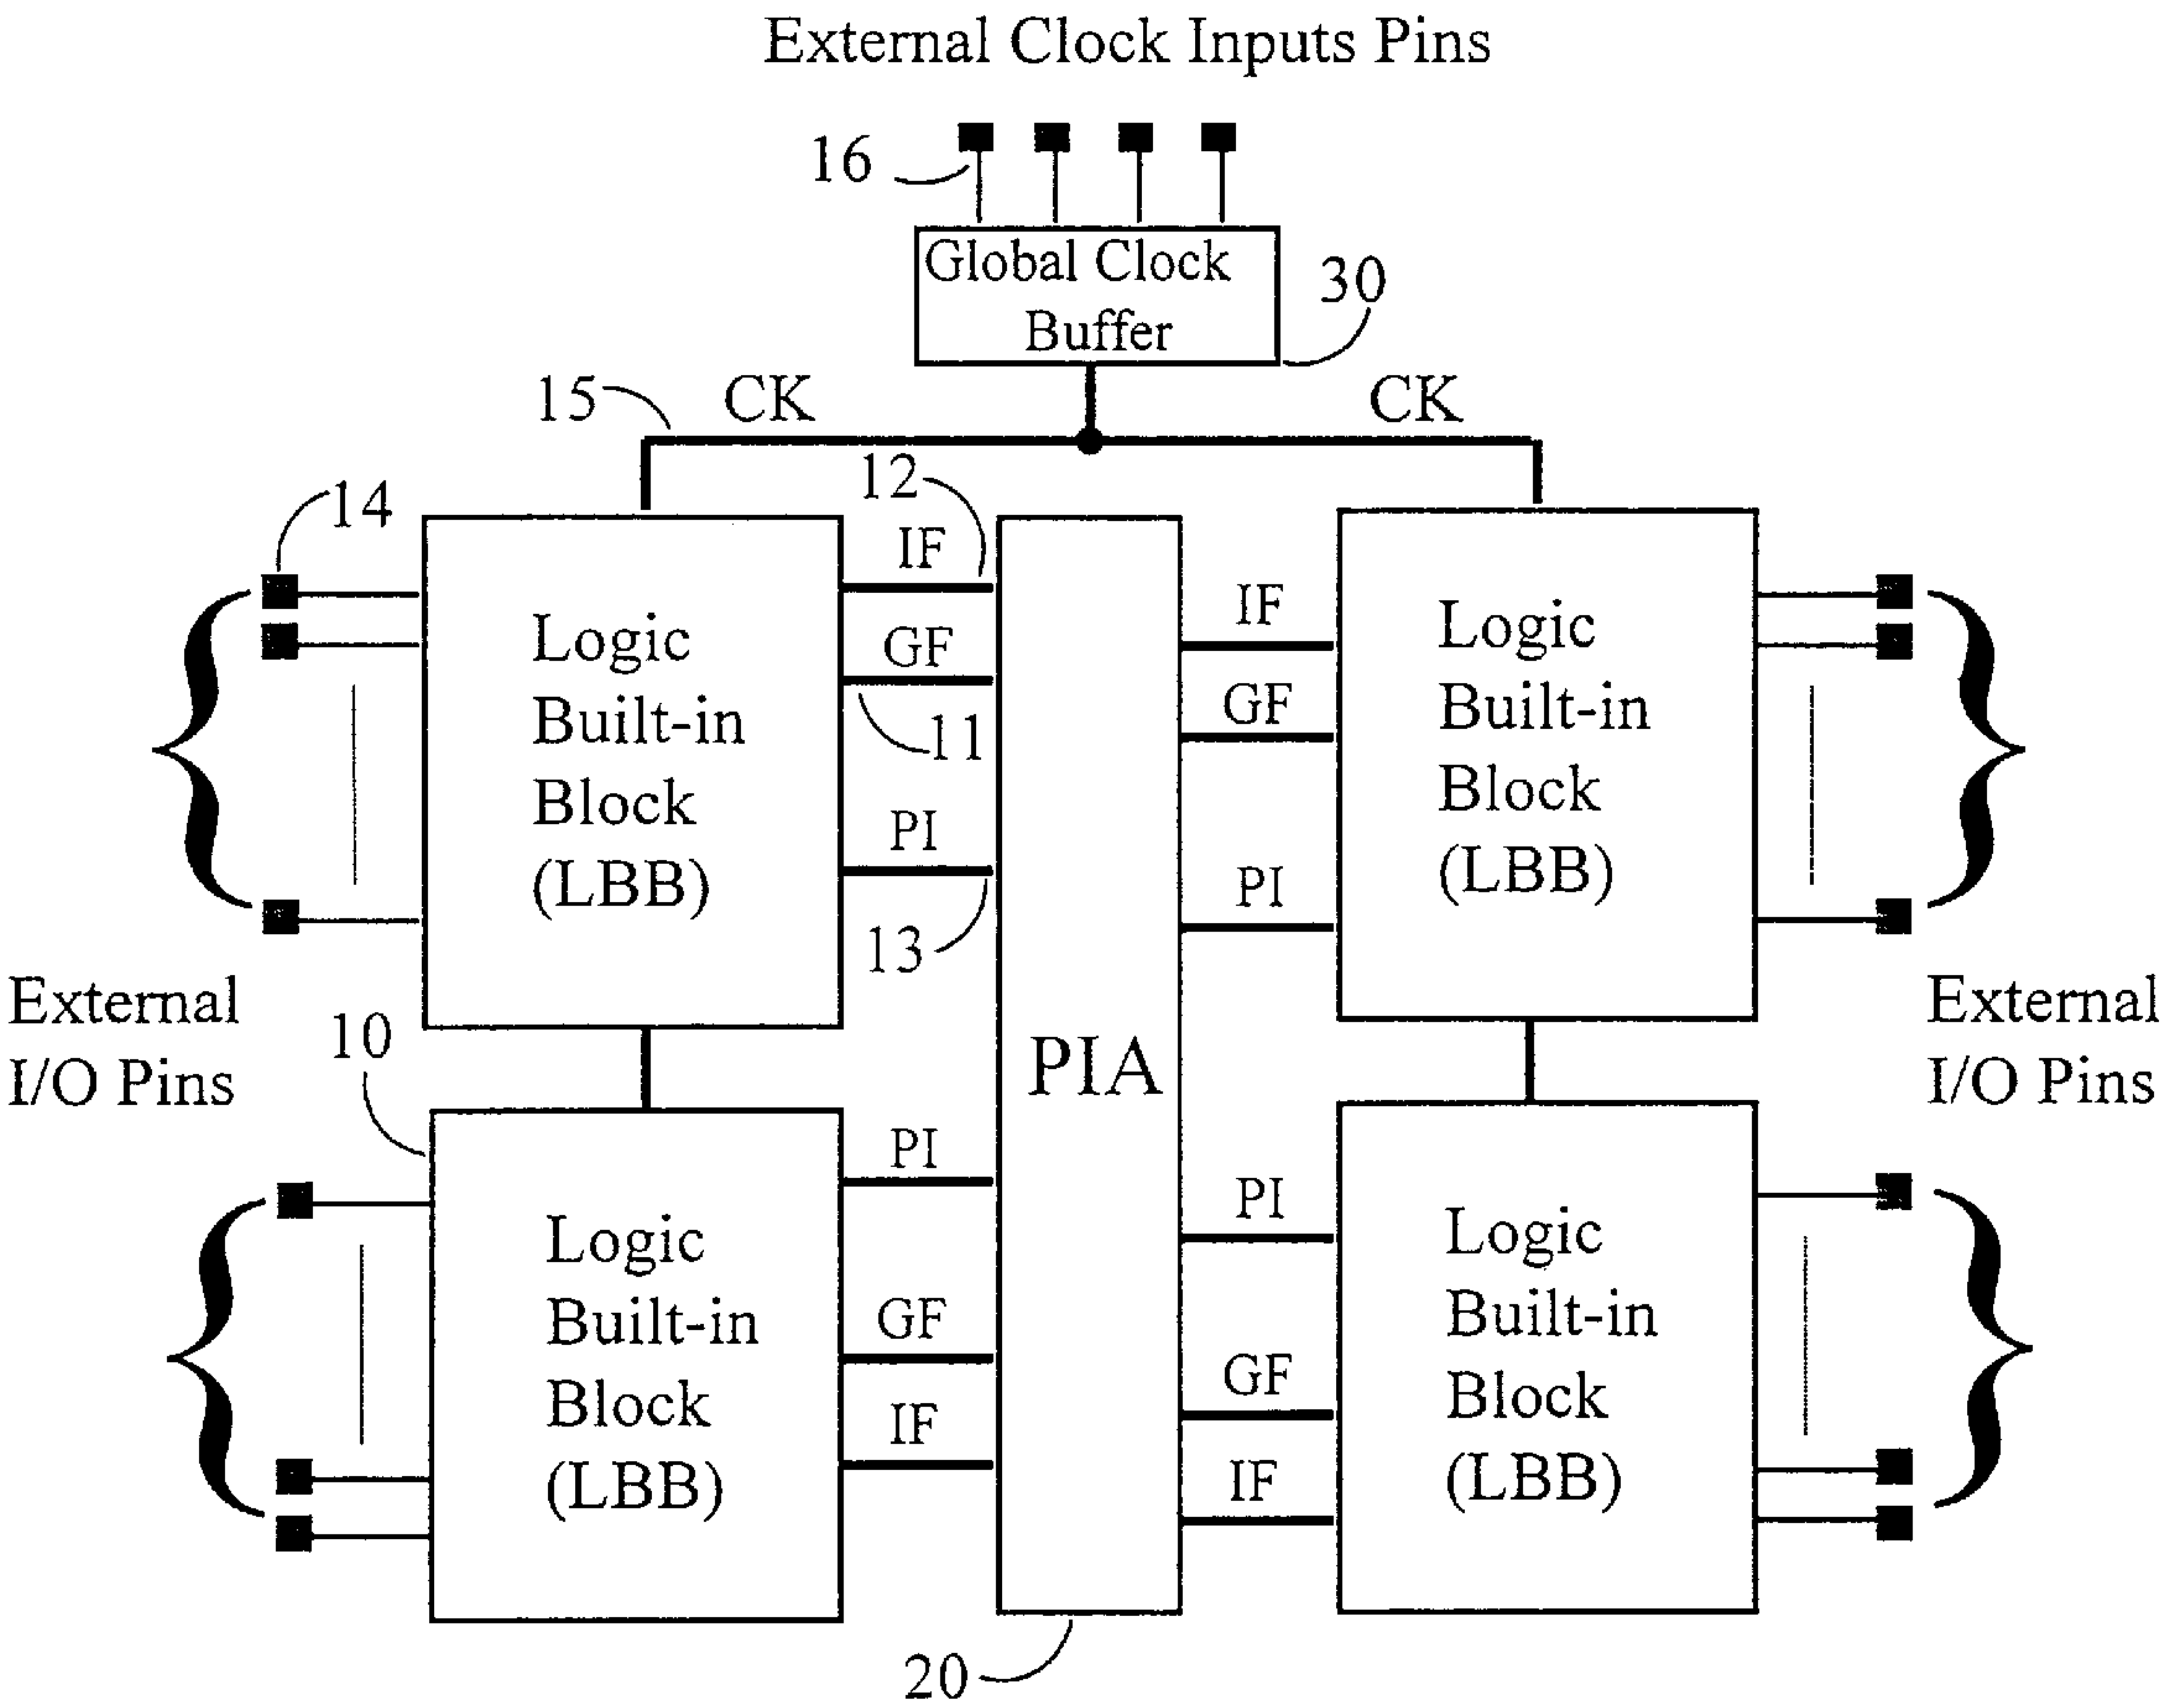 External Clock Inputs Pins
16
Global Clock
Buffer
30
15
CK
CK
14
12
IF
GF
11
PI
13
Logic
Built-in
Block
(LBB)
IF
GF
PI
Logic
Built-in
Block
(LBB)
External
I/O Pins
10
PIA
External
I/O Pins
Logic
Built-in
Block
(LBB)
PI
GF
IF
PI
GF
IF
Logic
Built-in
Block
(LBB)
20